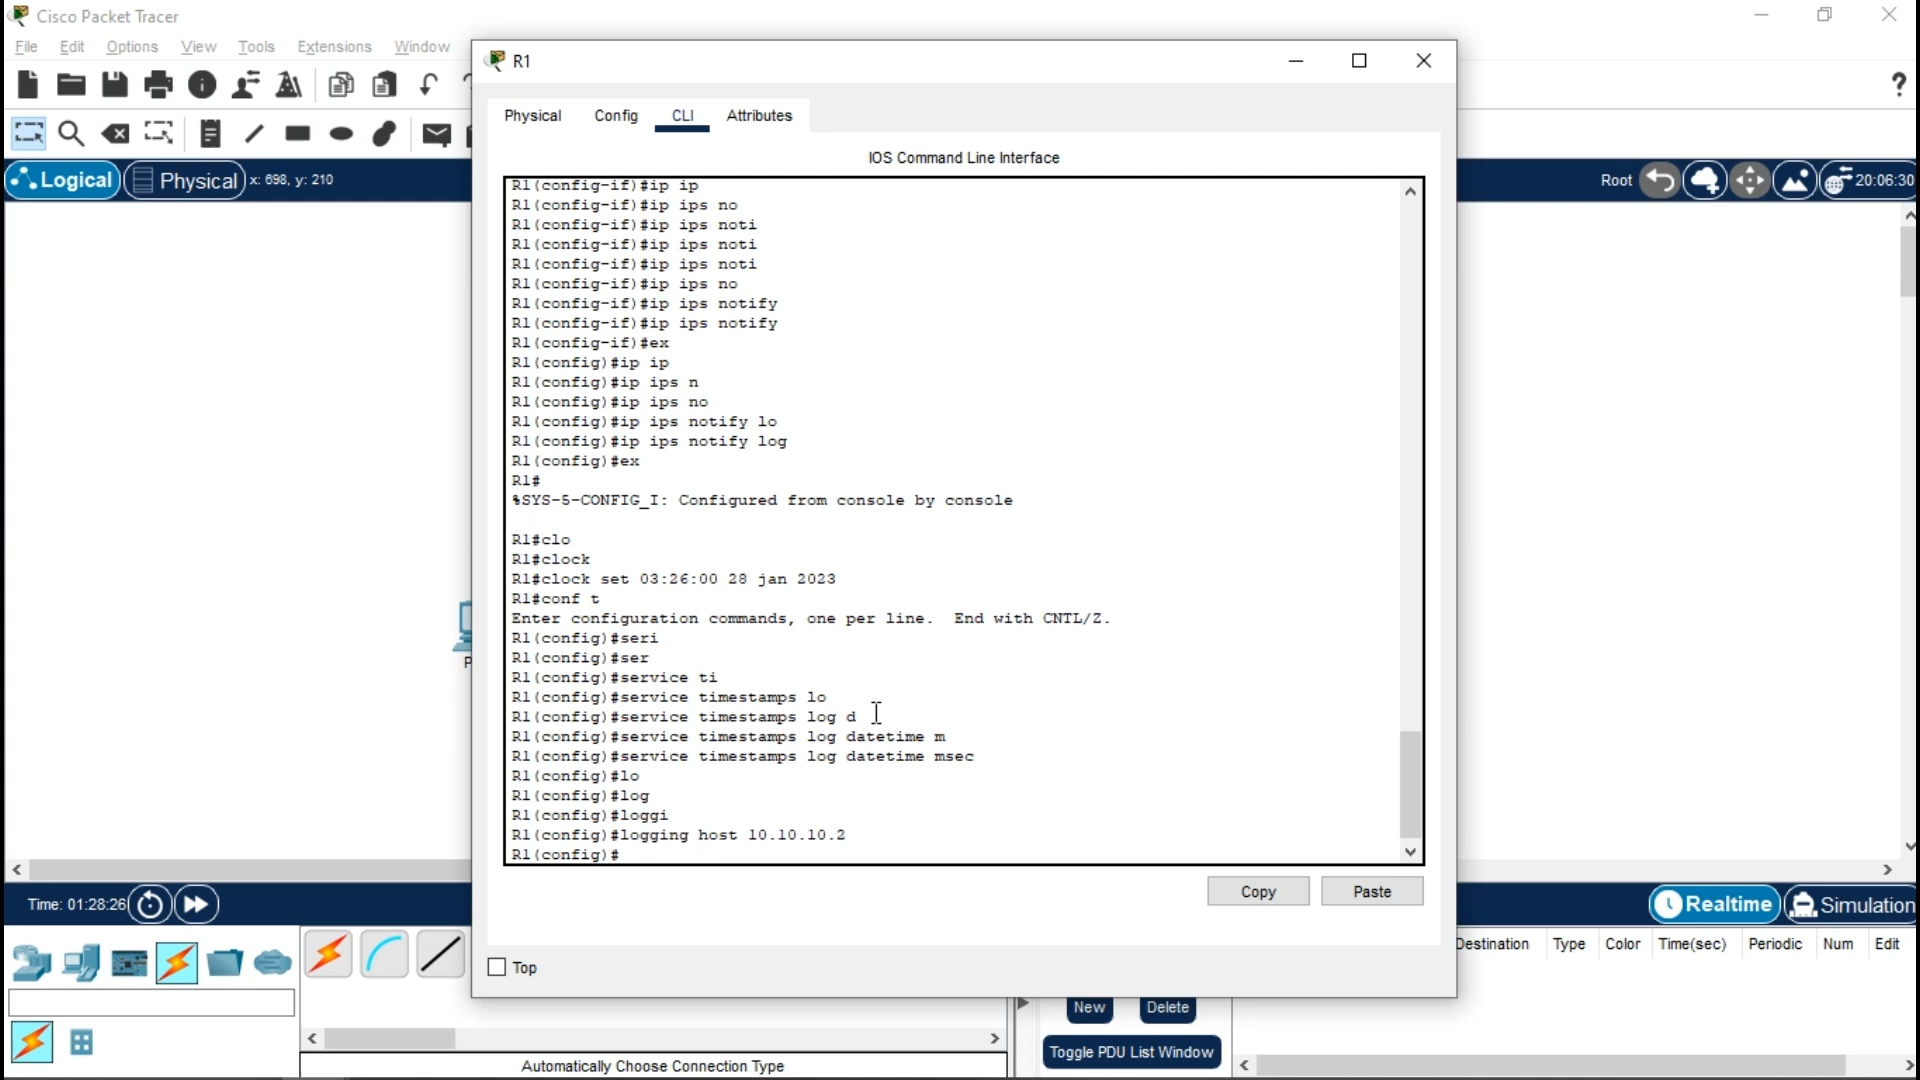 Cisco Packet Tracer
File Edit Options View Tools Extensions Window
R1
Physical Config CLI Attributes
IOS Command Line Interface
Logical Physical x: 698, y: 210
Root 20:06:30
R1(config-if)#ip ip
R1(config-if)#ip ips no
R1(config-if)#ip ips noti
R1(config-if)#ip ips noti
R1(config-if)#ip ips noti
R1(config-if)#ip ips no
R1(config-if)#ip ips notify
R1(config-if)#ip ips notify
R1(config-if)#ex
R1(config)#ip ip
R1(config)#ip ips n
R1(config)#ip ips no
R1(config)#ip ips notify lo
R1(config)#ip ips notify log
R1(config)#ex
R1#
%SYS-5-CONFIG_I: Configured from console by console
R1#clo
R1#clock
R1#clock set 03:26:00 28 jan 2023
R1#conf t
Enter configuration commands, one per line.  End with CNTL/Z.
R1(config)#seri
R1(config)#ser
R1(config)#service ti
R1(config)#service timestamps lo
R1(config)#service timestamps log d
R1(config)#service timestamps log datetime m
R1(config)#service timestamps log datetime msec
R1(config)#lo
R1(config)#log
R1(config)#loggi
R1(config)#logging host 10.10.10.2
R1(config)#
P
Copy Paste
Top
Time: 01:28:26
Realtime Simulation
Destination Type Color Time(sec) Periodic Num Edit
New Delete
Toggle PDU List Window
Automatically Choose Connection Type